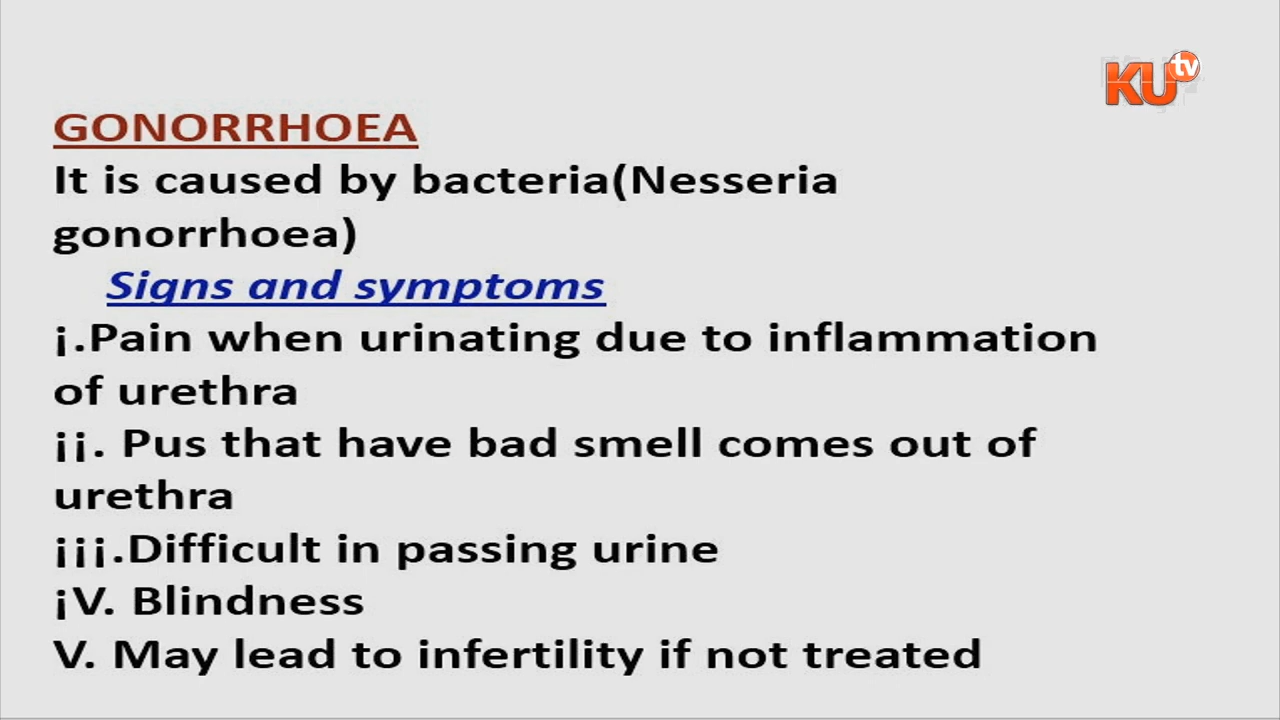 KU tv
GONORRHOEA
It is caused by bacteria(Nesseria
gonorrhoea)
Signs and symptoms
¡.Pain when urinating due to inflammation
of urethra
¡¡. Pus that have bad smell comes out of
urethra
¡¡¡.Difficult in passing urine
¡V. Blindness
V. May lead to infertility if not treated